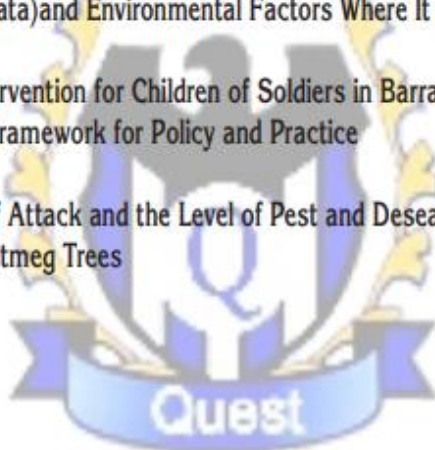 ata)and Environmental Factors Where It
rvention for Children of Soldiers in Barra
ramework for Policy and Practice
f Attack and the Level of Pest and Desea
tmeg Trees
Q
Quest